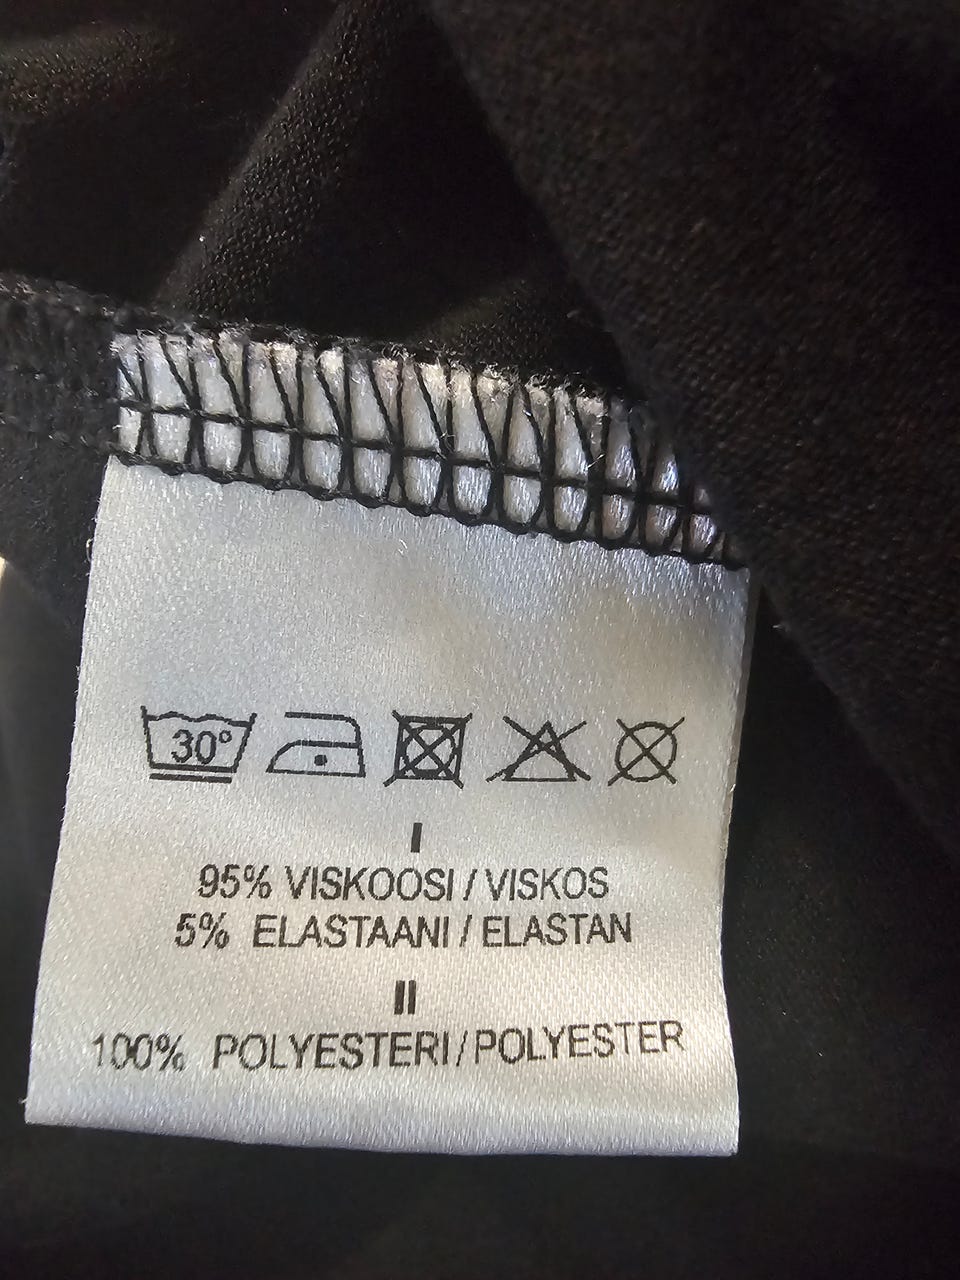 30°
I
95% VISKOOSI / VISKOS
5% ELASTAANI / ELASTAN
II
100% POLYESTERI / POLYESTER